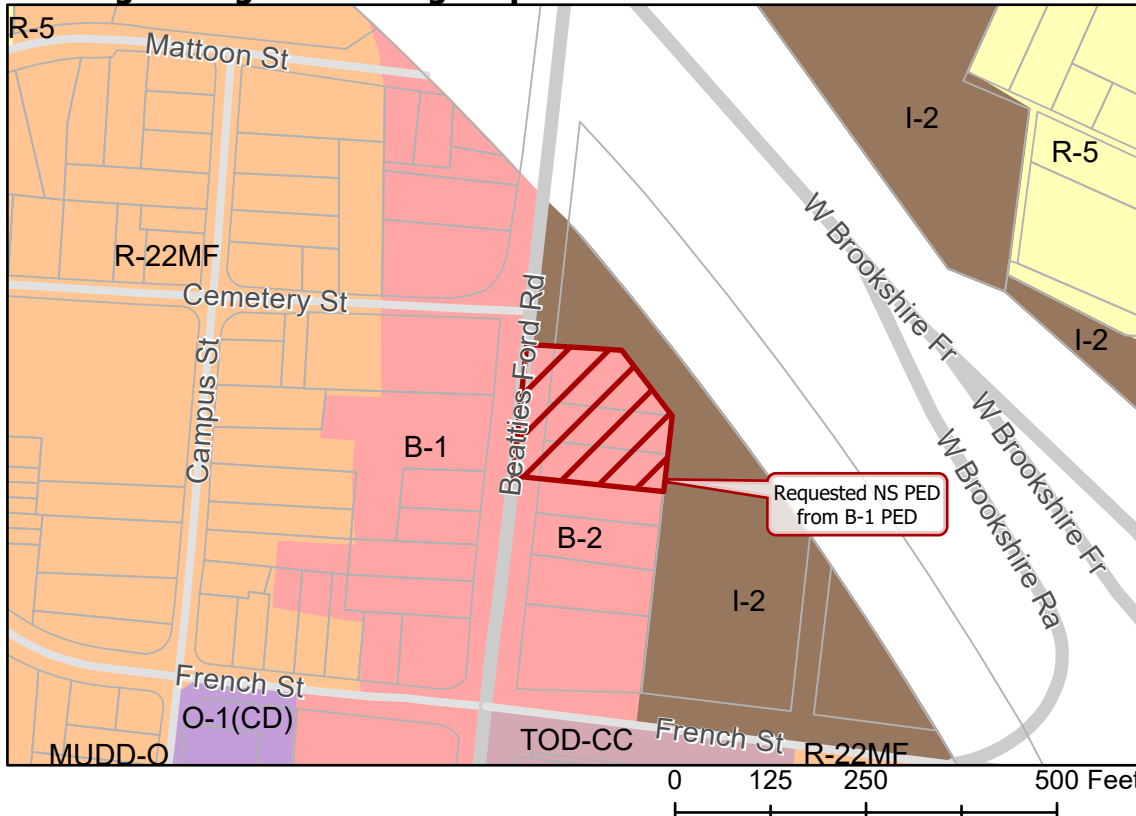 R-5
Mattoon St
I-2
R-5
W Brookshire Fr
R-22MF
Cemetery St
Beatties Ford Rd
I-2
Campus St
W Brookshire Fr
W Brookshire Ra
B-1
Requested NS PED
from B-1 PED
B-2
I-2
French St
O-1(CD)
TOD-CC
French St
R-22MF
MUDD-O
0 125 250 500 Feet